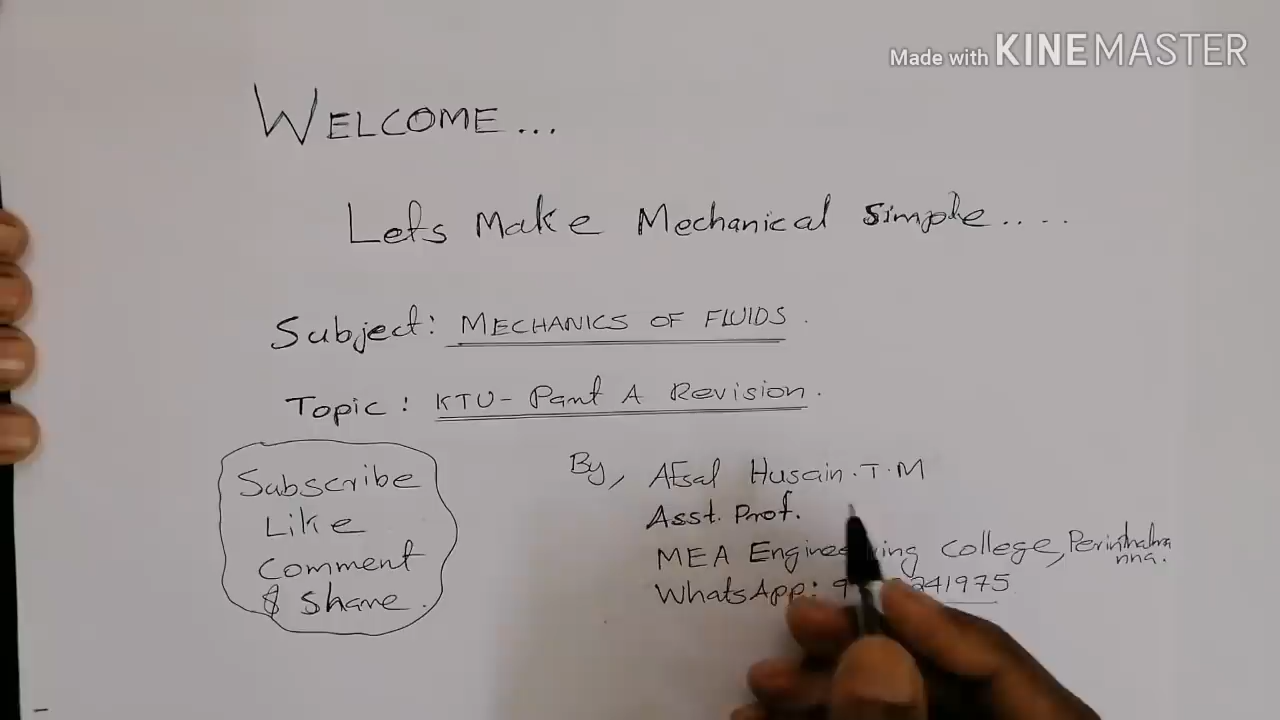 Made with KINEMASTER
WELCOME...
Lets Make Mechanical Simple....
Subject: MECHANICS OF FLUIDS.
Topic: KTU- Part A Revision.
By, Afsal Husain.T.M
Asst. Prof.
MEA Engineering College, Perinthalmanna.
WhatsApp: 241975
Subscribe
Like
Comment
& Share.